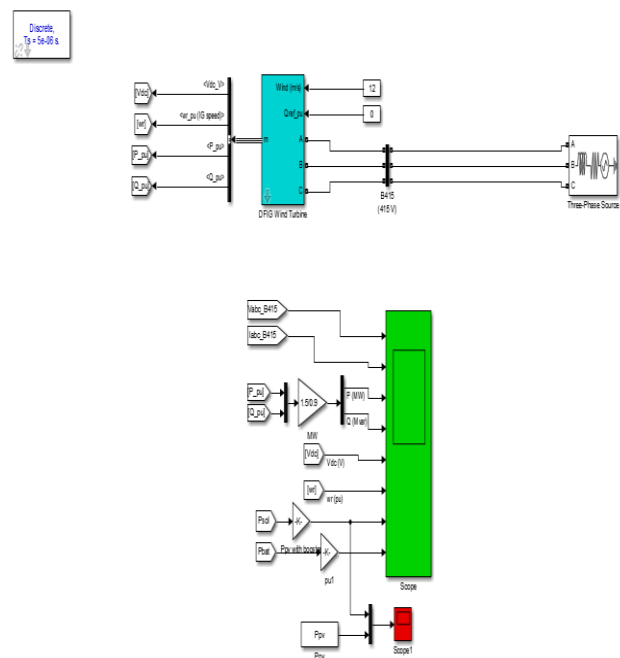 Discrete,
Ts = 5e-06 s.
<Vdc_V>
[Vdc]
<wr_pu (IG speed)>
[wr]
<P_pu>
[P_pu]
<Q_pu>
[Q_pu]
m
Wind (m/s)
Qref_pu
A
B
C
DFIG Wind Turbine
12
0
B415
(415 V)
A
B
C
Three-Phase Source
Vabc_B415
Iabc_B415
[P_pu]
[Q_pu]
1.5/0.9
MW
P (MW)
Q (Mvar)
[Vdc]
Vdc (V)
[wr]
wr (pu)
Psol
-K-
Pbat
Ppv with booster
-K-
pu1
Scope
Ppv
Ppv
Scope1